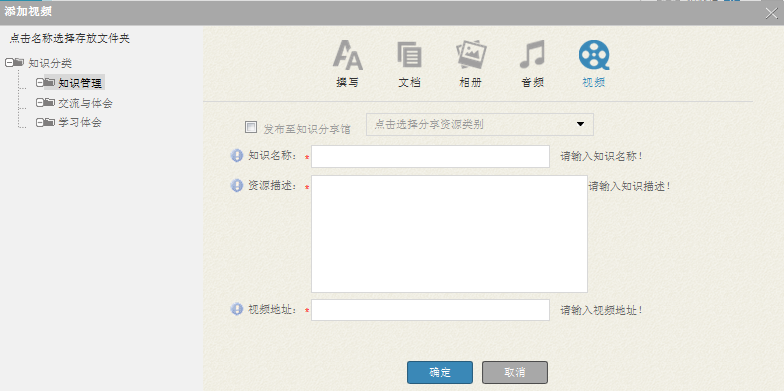 添加视频
点击名称选择存放文件夹
知识分类
知识管理
交流与体会
学习体会
撰写 文档 相册 音频 视频
发布至知识分享馆 点击选择分享资源类别
知识名称： * 请输入知识名称！
资源描述： * 请输入知识描述！
视频地址： * 请输入视频地址！
确定 取消